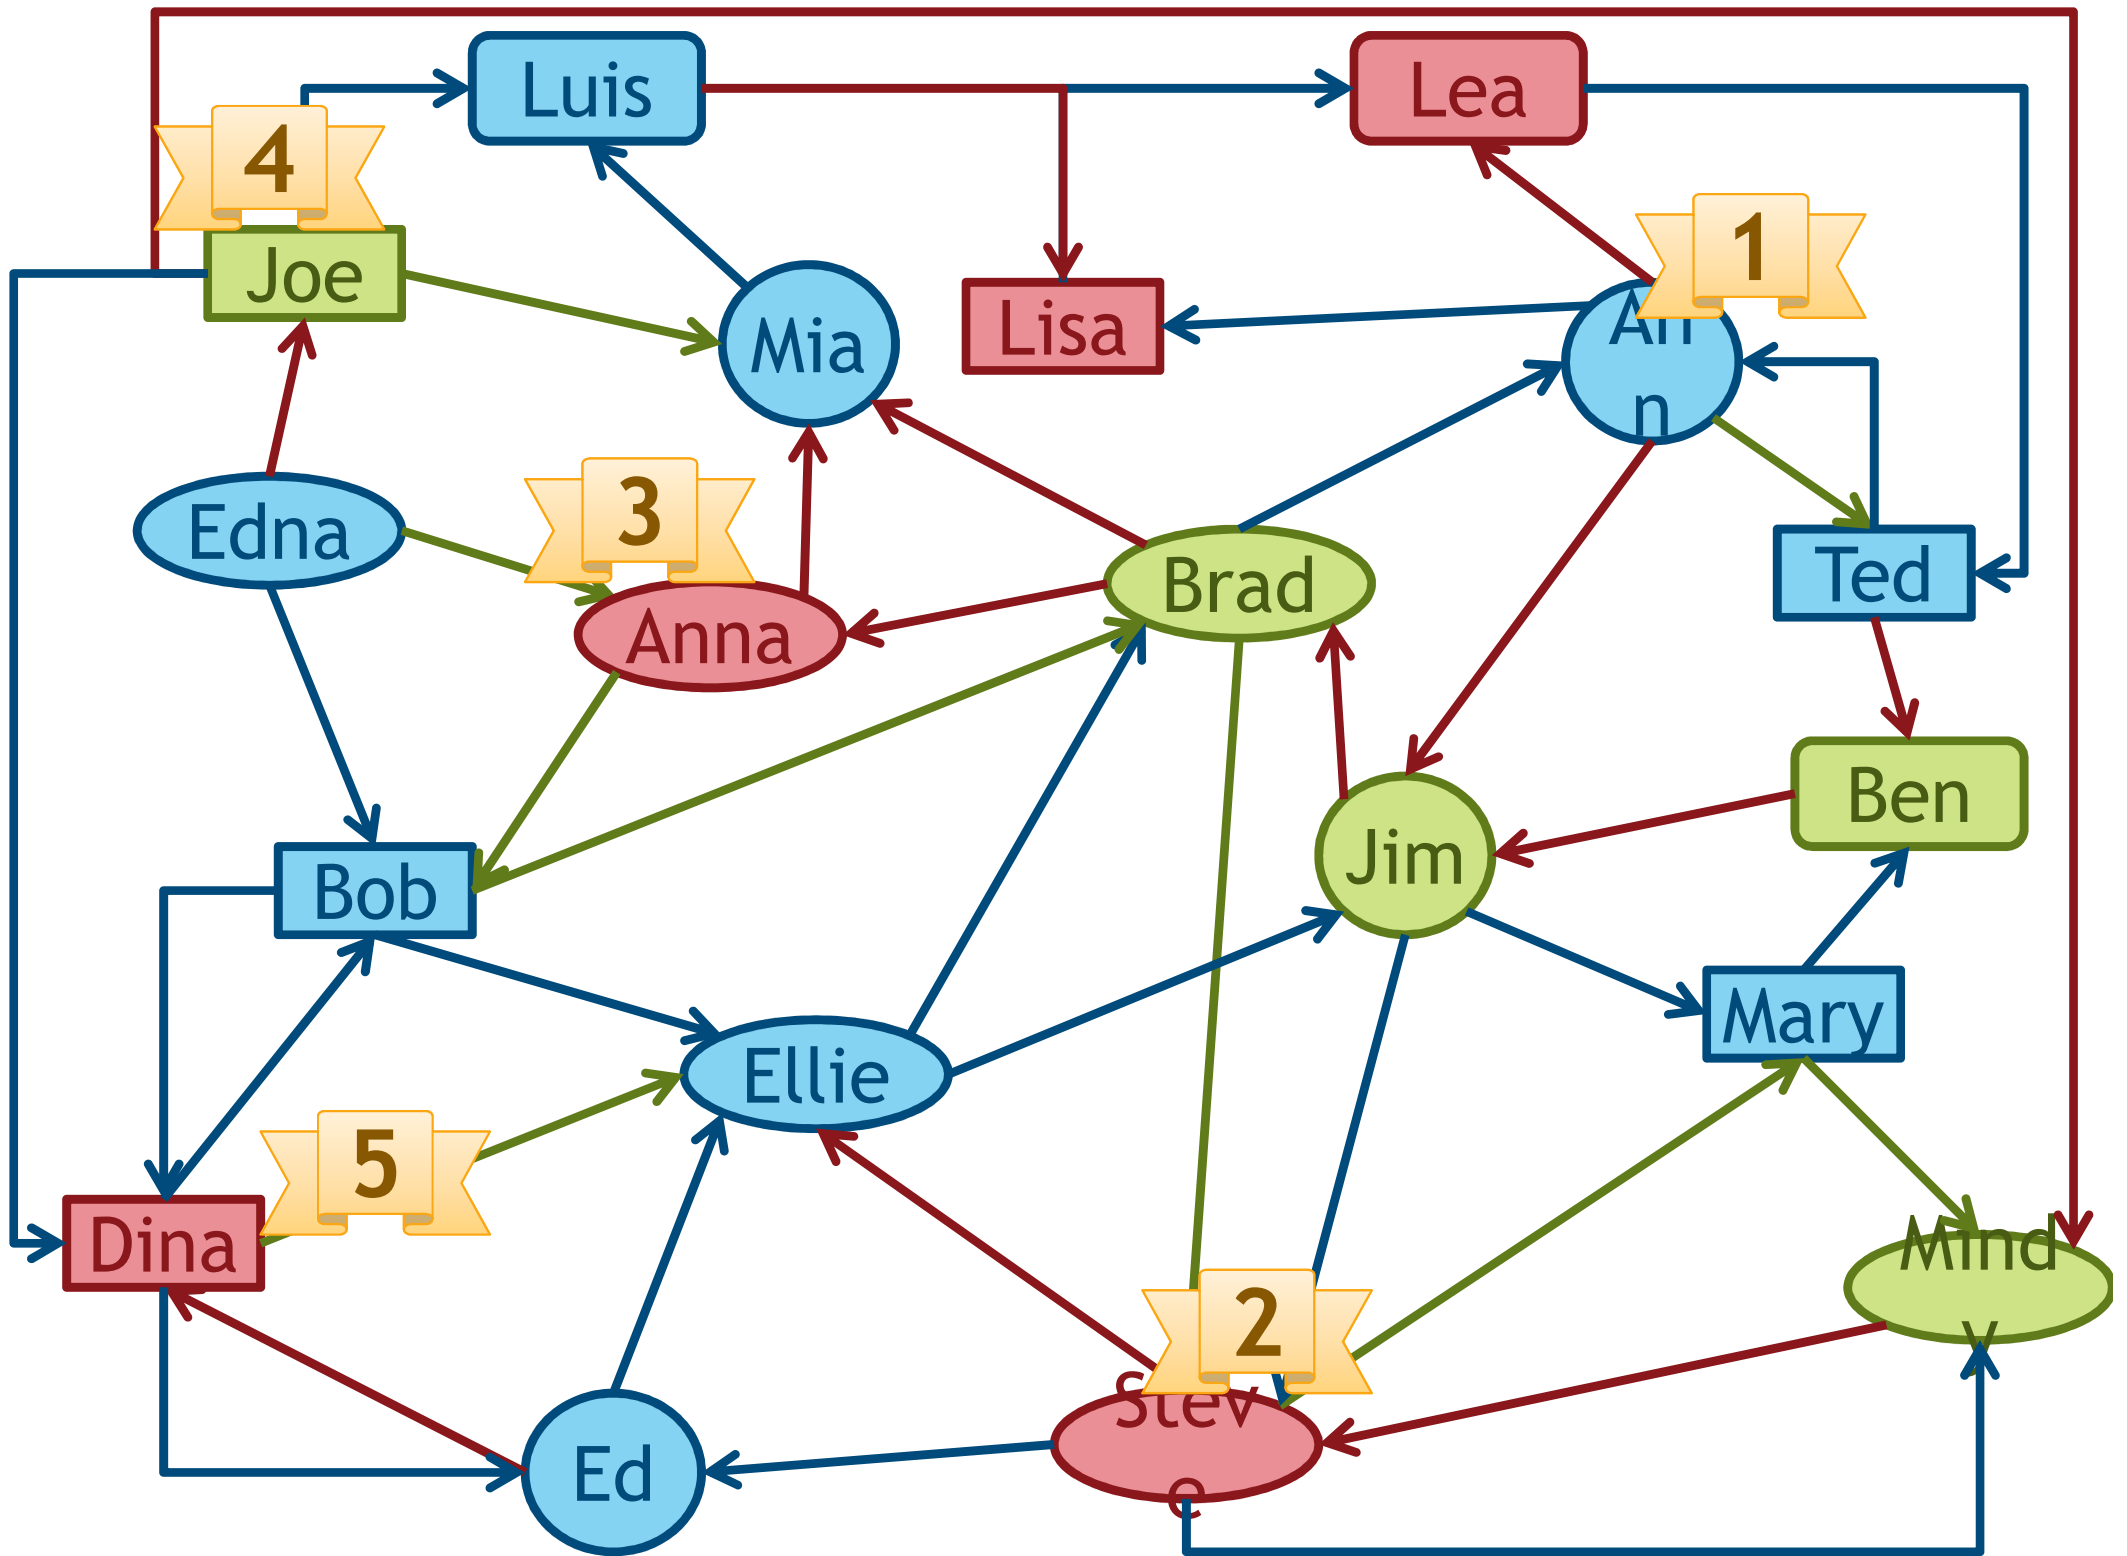 Luis
Lea
4
1
Joe
Mia
Lisa
An
n
3
Edna
Brad
Ted
Anna
Ben
Jim
Bob
Mary
Ellie
5
Dina
Mind
y
2
Stev
e
Ed